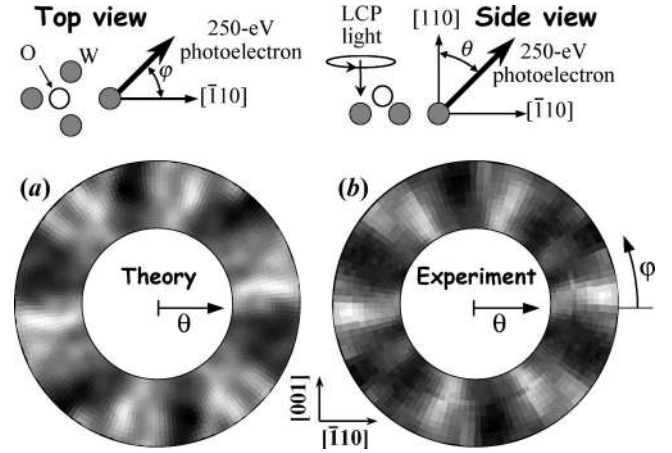 Top view
250-eV
photoelectron
O
W
φ
[1̄10]
LCP
light
[110]
Side view
θ
250-eV
photoelectron
[1̄10]
(a)
(b)
Theory
θ
Experiment
θ
φ
[001]
[1̄10]